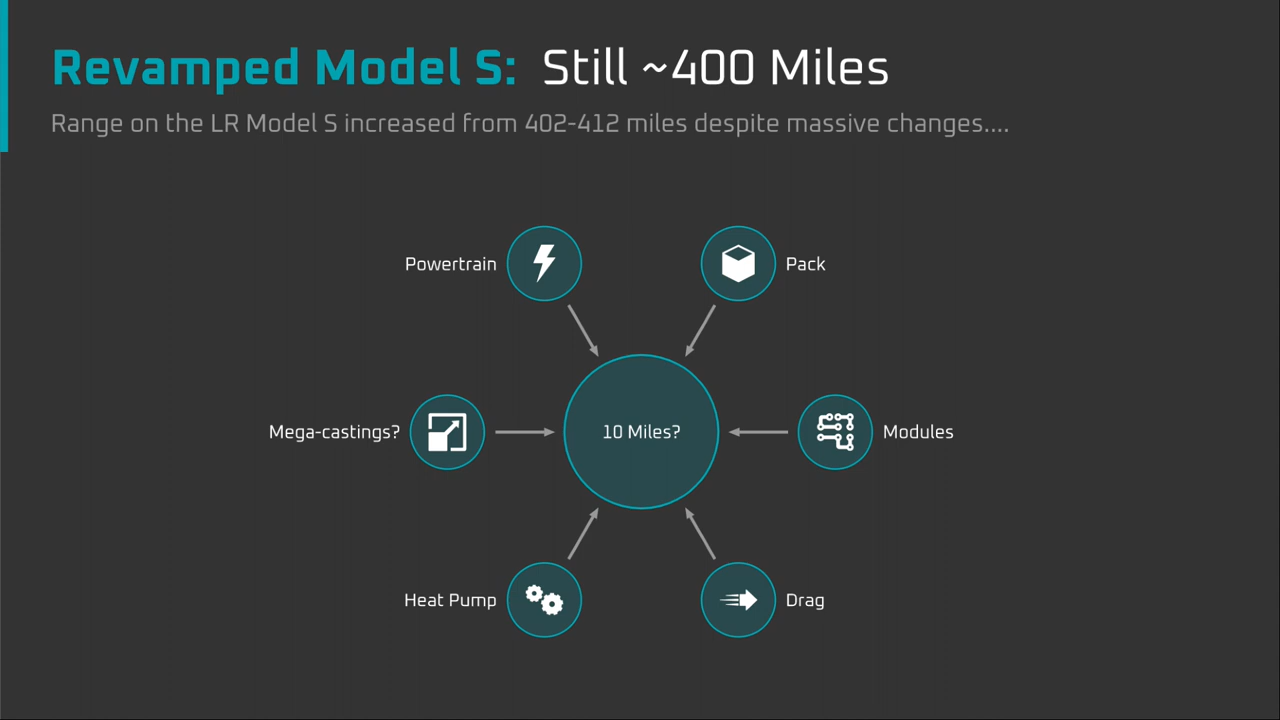 Revamped Model S: Still ~400 Miles
Range on the LR Model S increased from 402-412 miles despite massive changes....
Powertrain
Pack
Mega-castings?
10 Miles?
Modules
Heat Pump
Drag